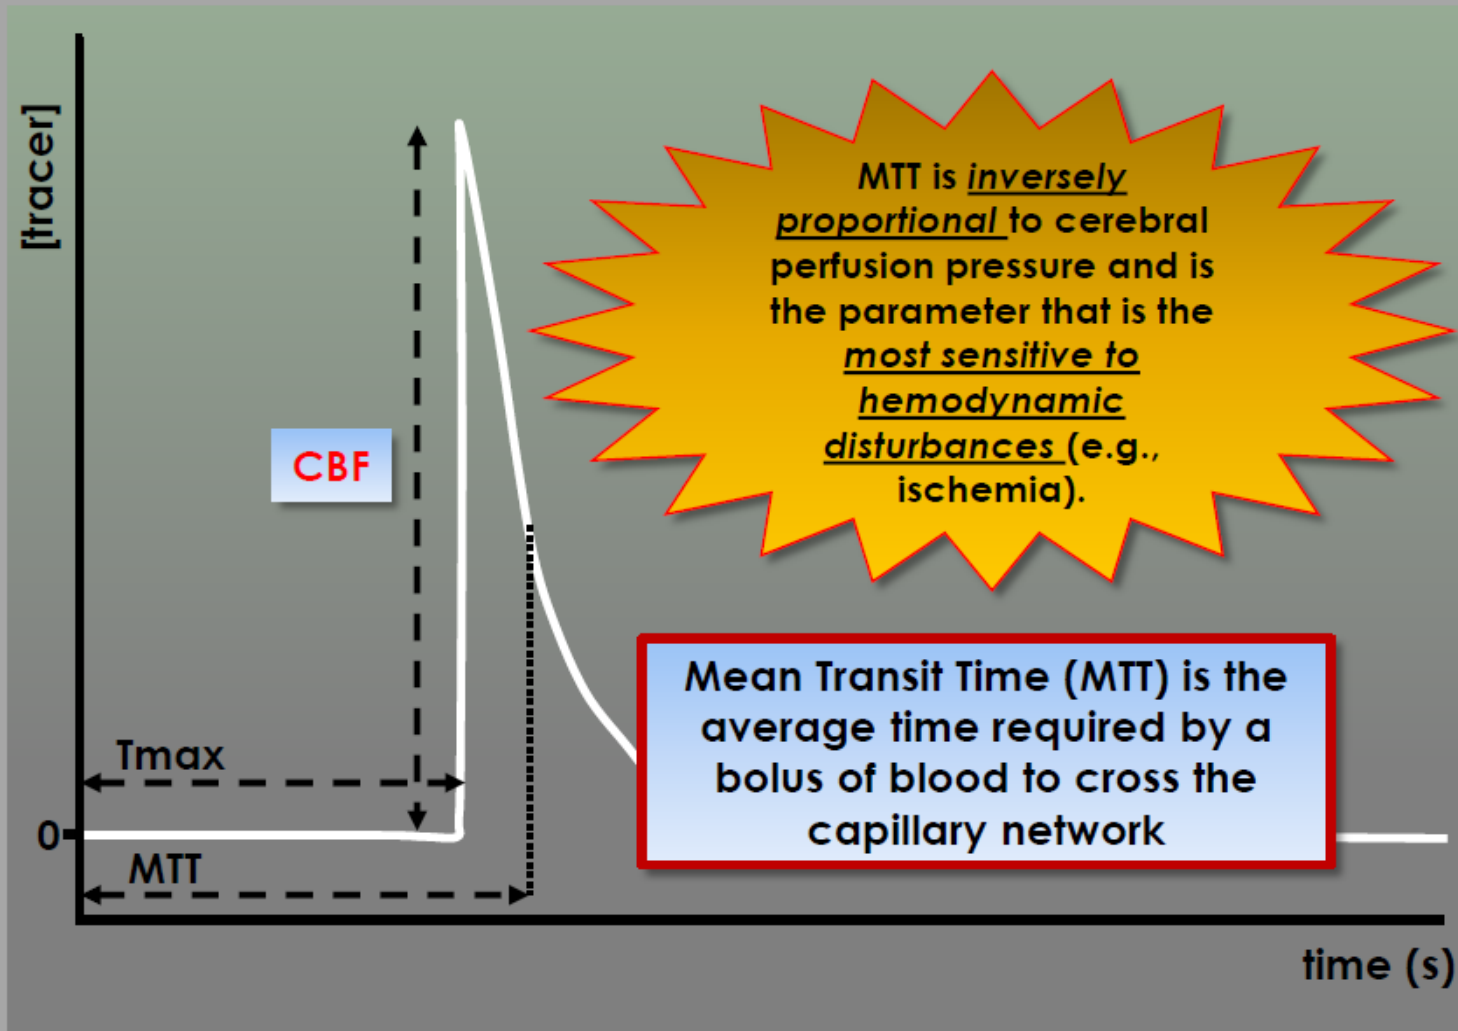 [tracer]
MTT is inversely
proportional to cerebral
perfusion pressure and is
the parameter that is the
most sensitive to
hemodynamic
disturbances (e.g.,
ischemia).
CBF
Mean Transit Time (MTT) is the
average time required by a
bolus of blood to cross the
capillary network
Tmax
0
MTT
time (s)